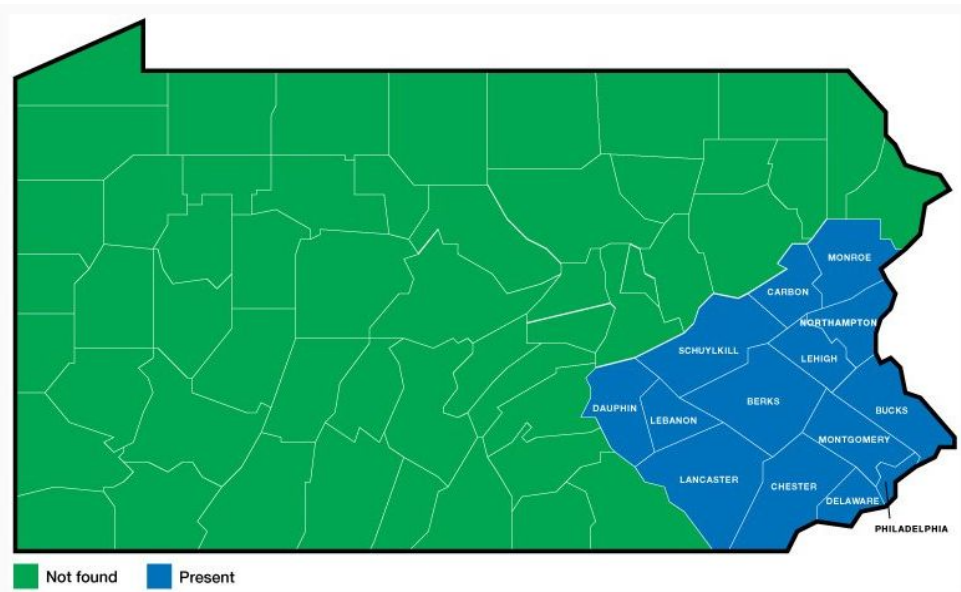 MONROE
CARBON
NORTHAMPTON
SCHUYLKILL
LEHIGH
BERKS
DAUPHIN
BUCKS
LEBANON
MONTGOMERY
LANCASTER
CHESTER
DELAWARE
PHILADELPHIA
Not found
Present